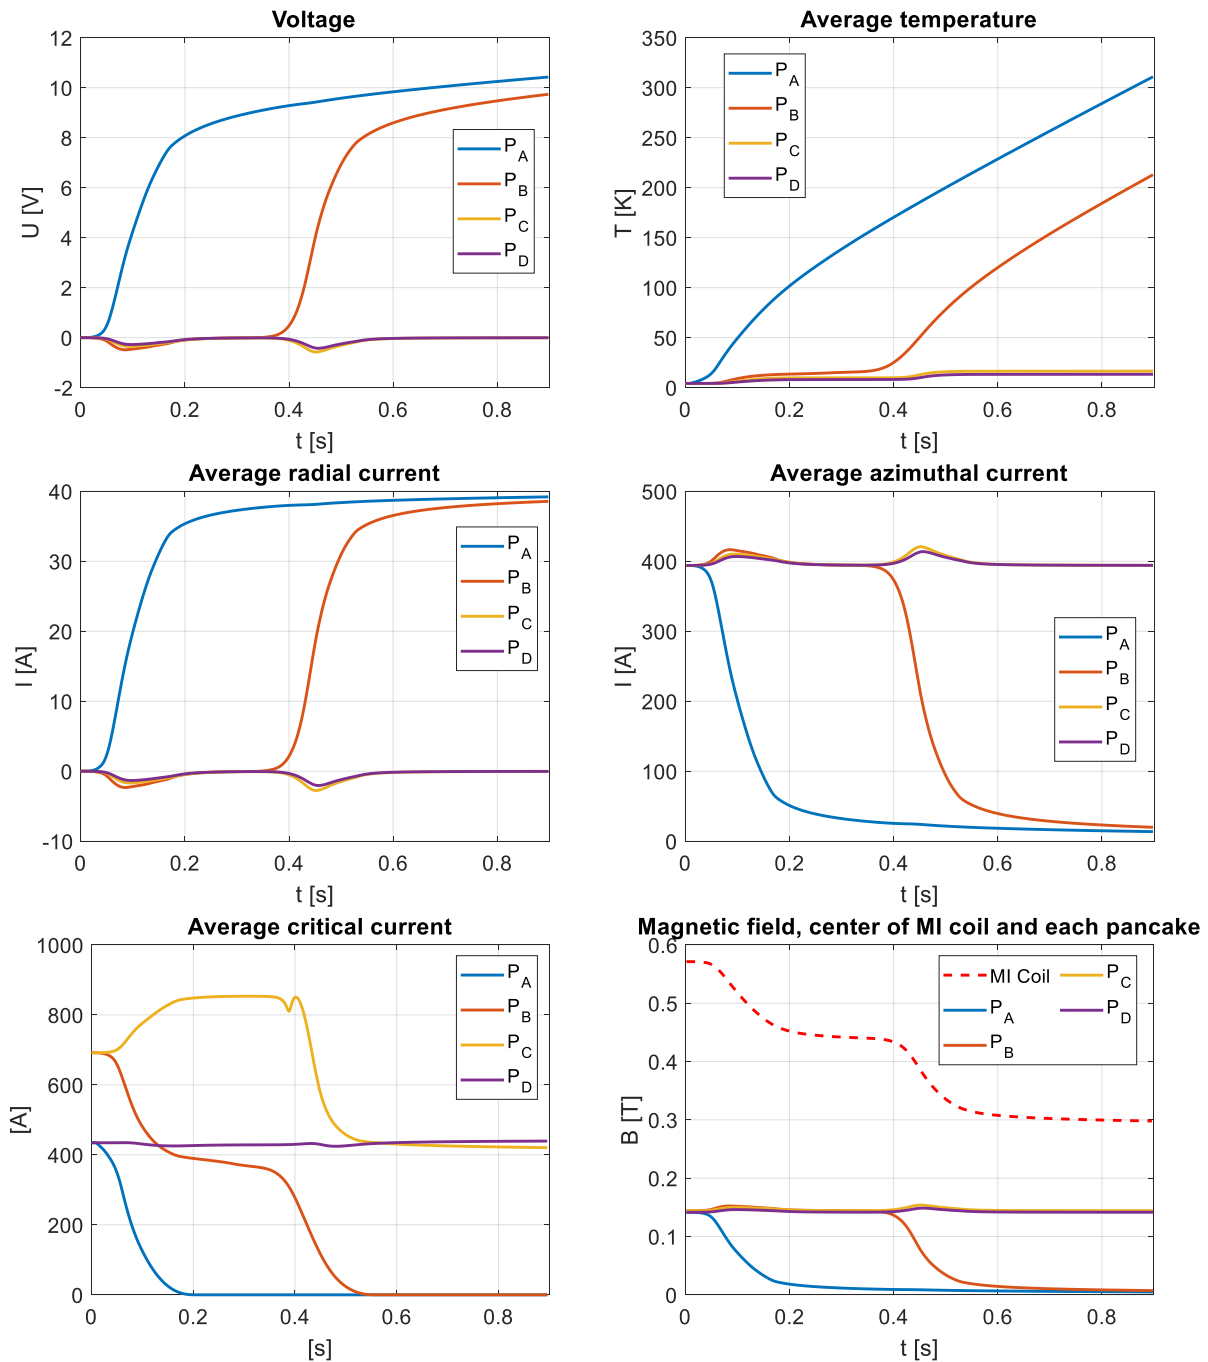 Voltage
12
10
8
6
4
2
0
-2
U [V]
P_A
P_B
P_C
P_D
0 0.2 0.4 0.6 0.8
t [s]
Average temperature
350
300
250
200
150
100
50
0
T [K]
P_A
P_B
P_C
P_D
0 0.2 0.4 0.6 0.8
t [s]
Average radial current
40
30
20
10
0
-10
I [A]
P_A
P_B
P_C
P_D
0 0.2 0.4 0.6 0.8
t [s]
Average azimuthal current
500
400
300
200
100
0
I [A]
P_A
P_B
P_C
P_D
0 0.2 0.4 0.6 0.8
t [s]
Average critical current
1000
800
600
400
200
0
[A]
P_A
P_B
P_C
P_D
0 0.2 0.4 0.6 0.8
[s]
Magnetic field, center of MI coil and each pancake
0.6
0.5
0.4
0.3
0.2
0.1
0
B [T]
MI Coil
P_A
P_B
P_C
P_D
0 0.2 0.4 0.6 0.8
t [s]